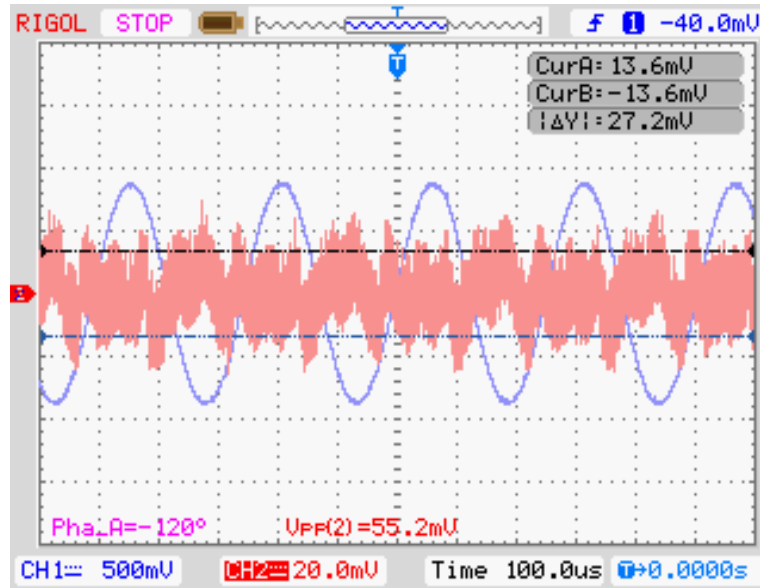 RIGOL STOP T ƒ 1 -40.0mV
T
CurA: 13.6mV
CurB:-13.6mV
|ΔY|:27.2mV
2
Pha_A=-120° VPP(2)=55.2mV
CH1 500mV CH2 20.0mV Time 100.0us T→0.0000s